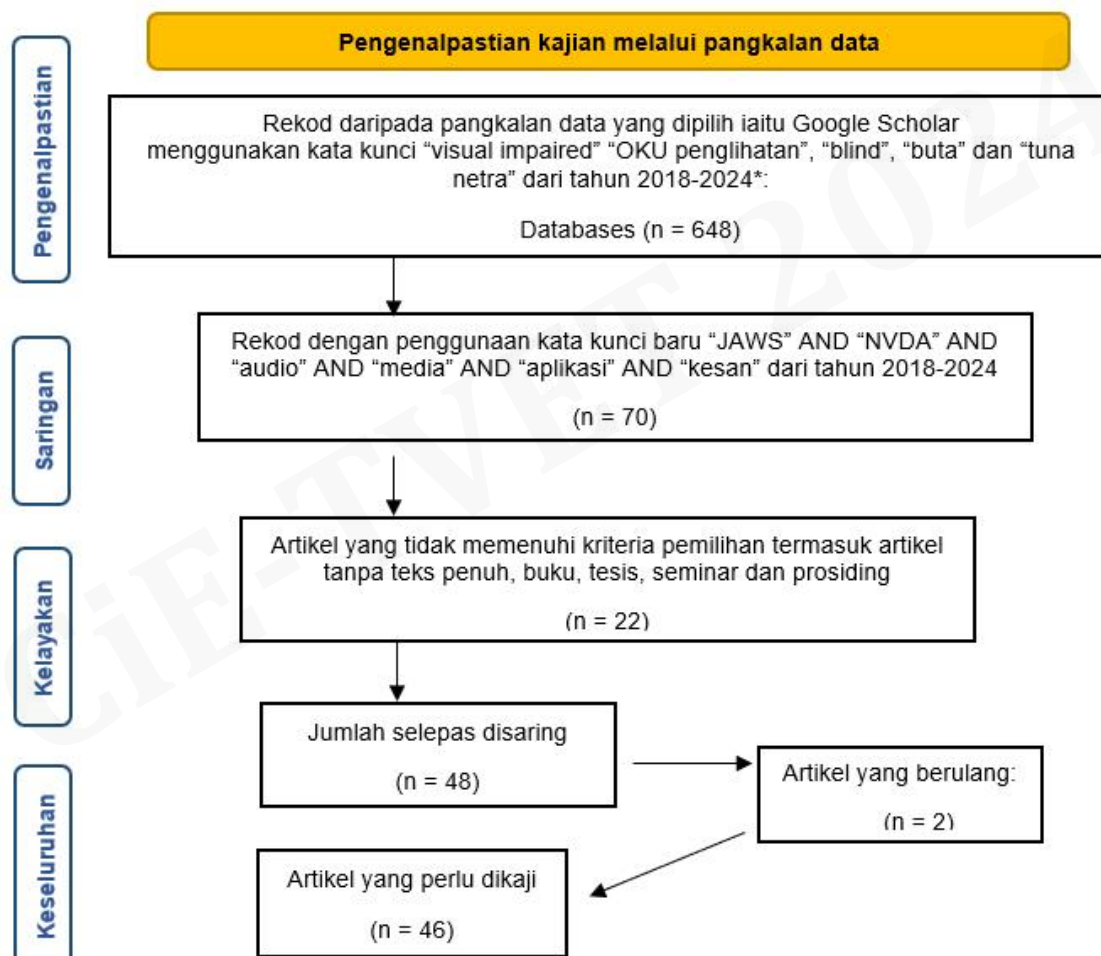 Pengenalpastian kajian melalui pangkalan data
Pengenalpastian
Rekod daripada pangkalan data yang dipilih iaitu Google Scholar
menggunakan kata kunci “visual impaired” “OKU penglihatan”, “blind”, “buta” dan “tuna
netra” dari tahun 2018-2024*:
Databases (n = 648)
Saringan
Rekod dengan penggunaan kata kunci baru “JAWS” AND “NVDA” AND
“audio” AND “media” AND “aplikasi” AND “kesan” dari tahun 2018-2024
(n = 70)
Kelayakan
Artikel yang tidak memenuhi kriteria pemilihan termasuk artikel
tanpa teks penuh, buku, tesis, seminar dan prosiding
(n = 22)
Jumlah selepas disaring
(n = 48)
Keseluruhan
Artikel yang berulang:
(n = 2)
Artikel yang perlu dikaji
(n = 46)
CiE-TVET 2024